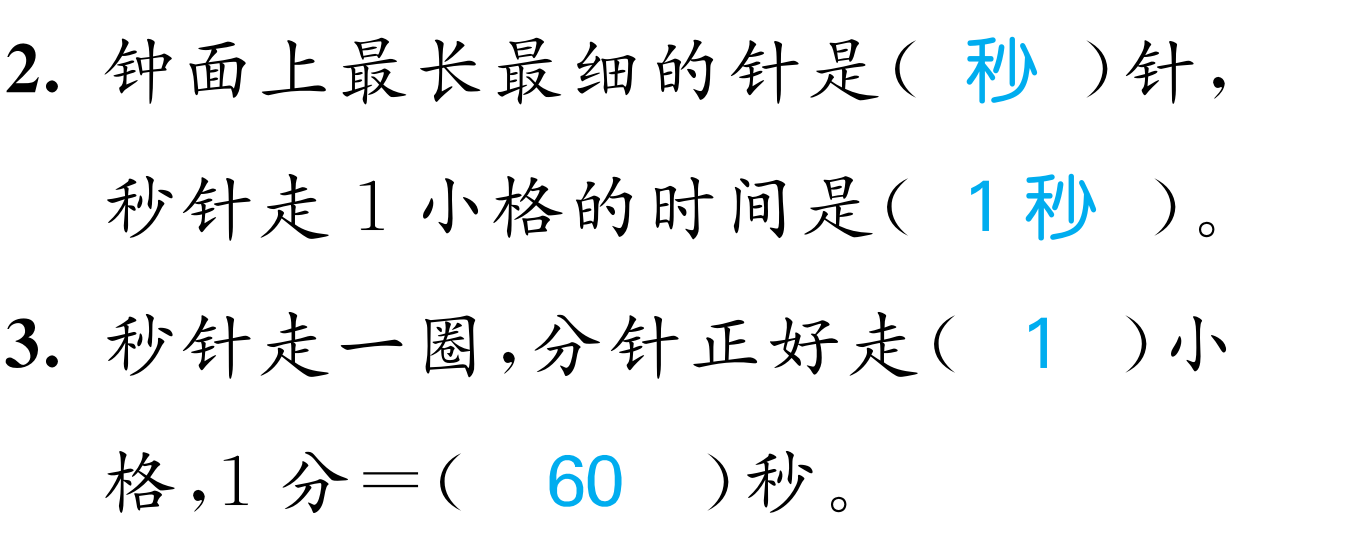 2. 钟面上最长最细的针是( 秒 )针,
秒针走1小格的时间是( 1秒 )。
3. 秒针走一圈,分针正好走( 1 )小
格,1分=( 60 )秒。